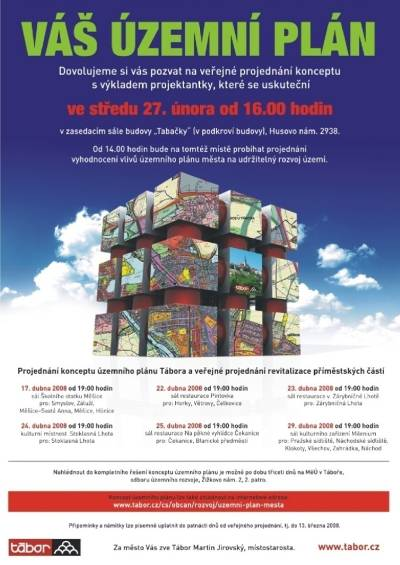 VÁŠ ÚZEMNÍ PLÁN
Dovolujeme si vás pozvat na veřejné projednání konceptu
s výkladem projektantky, které se uskuteční
ve středu 27. února od 16.00 hodin
v zasedacím sále budovy „Tabačky“ (v podkroví budovy), Husovo nám. 2938.
Od 14.00 hodin bude na tomtéž místě probíhat projednání
vyhodnocení vlivů územního plánu města na udržitelný rozvoj území.
Projednání konceptu územního plánu Tábora a veřejné projednání revitalizace příměstských částí
17. dubna 2008 od 19:00 hodin
sál Školního statku Měšice
pro: Smyslov, Záluží,
Měšice-Svatá Anna, Měšice, Hlinice
22. dubna 2008 od 19:00 hodin
sál restaurace Pintovka
pro: Horky, Větrovy, Čelkovice
23. dubna 2008 od 19:00 hodin
sál restaurace v Zárybničné Lhotě
pro: Zárybničná Lhota
24. dubna 2008 od 19:00 hodin
kulturní místnost Stoklasná Lhota
pro: Stoklasná Lhota
25. dubna 2008 od 19:00 hodin
sál restaurace Na pěkné vyhlídce Čekanice
pro: Čekanice, Blanické předměstí
29. dubna 2008 od 19:00 hodin
sál kulturního zařízení Milenium
pro: Pražské sídliště, Náchodské sídliště,
Klokoty, Všechov, Zahrádka, Náchod
Nahlédnout do kompletního řešení konceptu územního plánu je možné po dobu třiceti dnů na MěÚ v Táboře,
odboru územního rozvoje, Žižkovo nám. 2, 2. patro.
Koncept územního plánu lze také shlédnout na internetové adrese
www.tabor.cz/cs/obcan/rozvoj/uzemni-plan-mesta
Připomínky a námitky lze písemně uplatnit do patnácti dnů od veřejného projednání, tj. do 13. března 2008.
tábor
Za město Vás zve Tábor Martin Jirovský, místostarosta.
www.tabor.cz